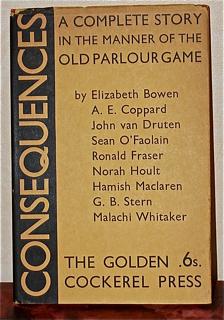 CONSEQUENCES
A COMPLETE STORY
IN THE MANNER OF THE
OLD PARLOUR GAME
by Elizabeth Bowen
A. E. Coppard
John van Druten
Sean O'Faolain
Ronald Fraser
Norah Hoult
Hamish Maclaren
G. B. Stern
Malachi Whitaker
THE GOLDEN .6s.
COCKEREL PRESS